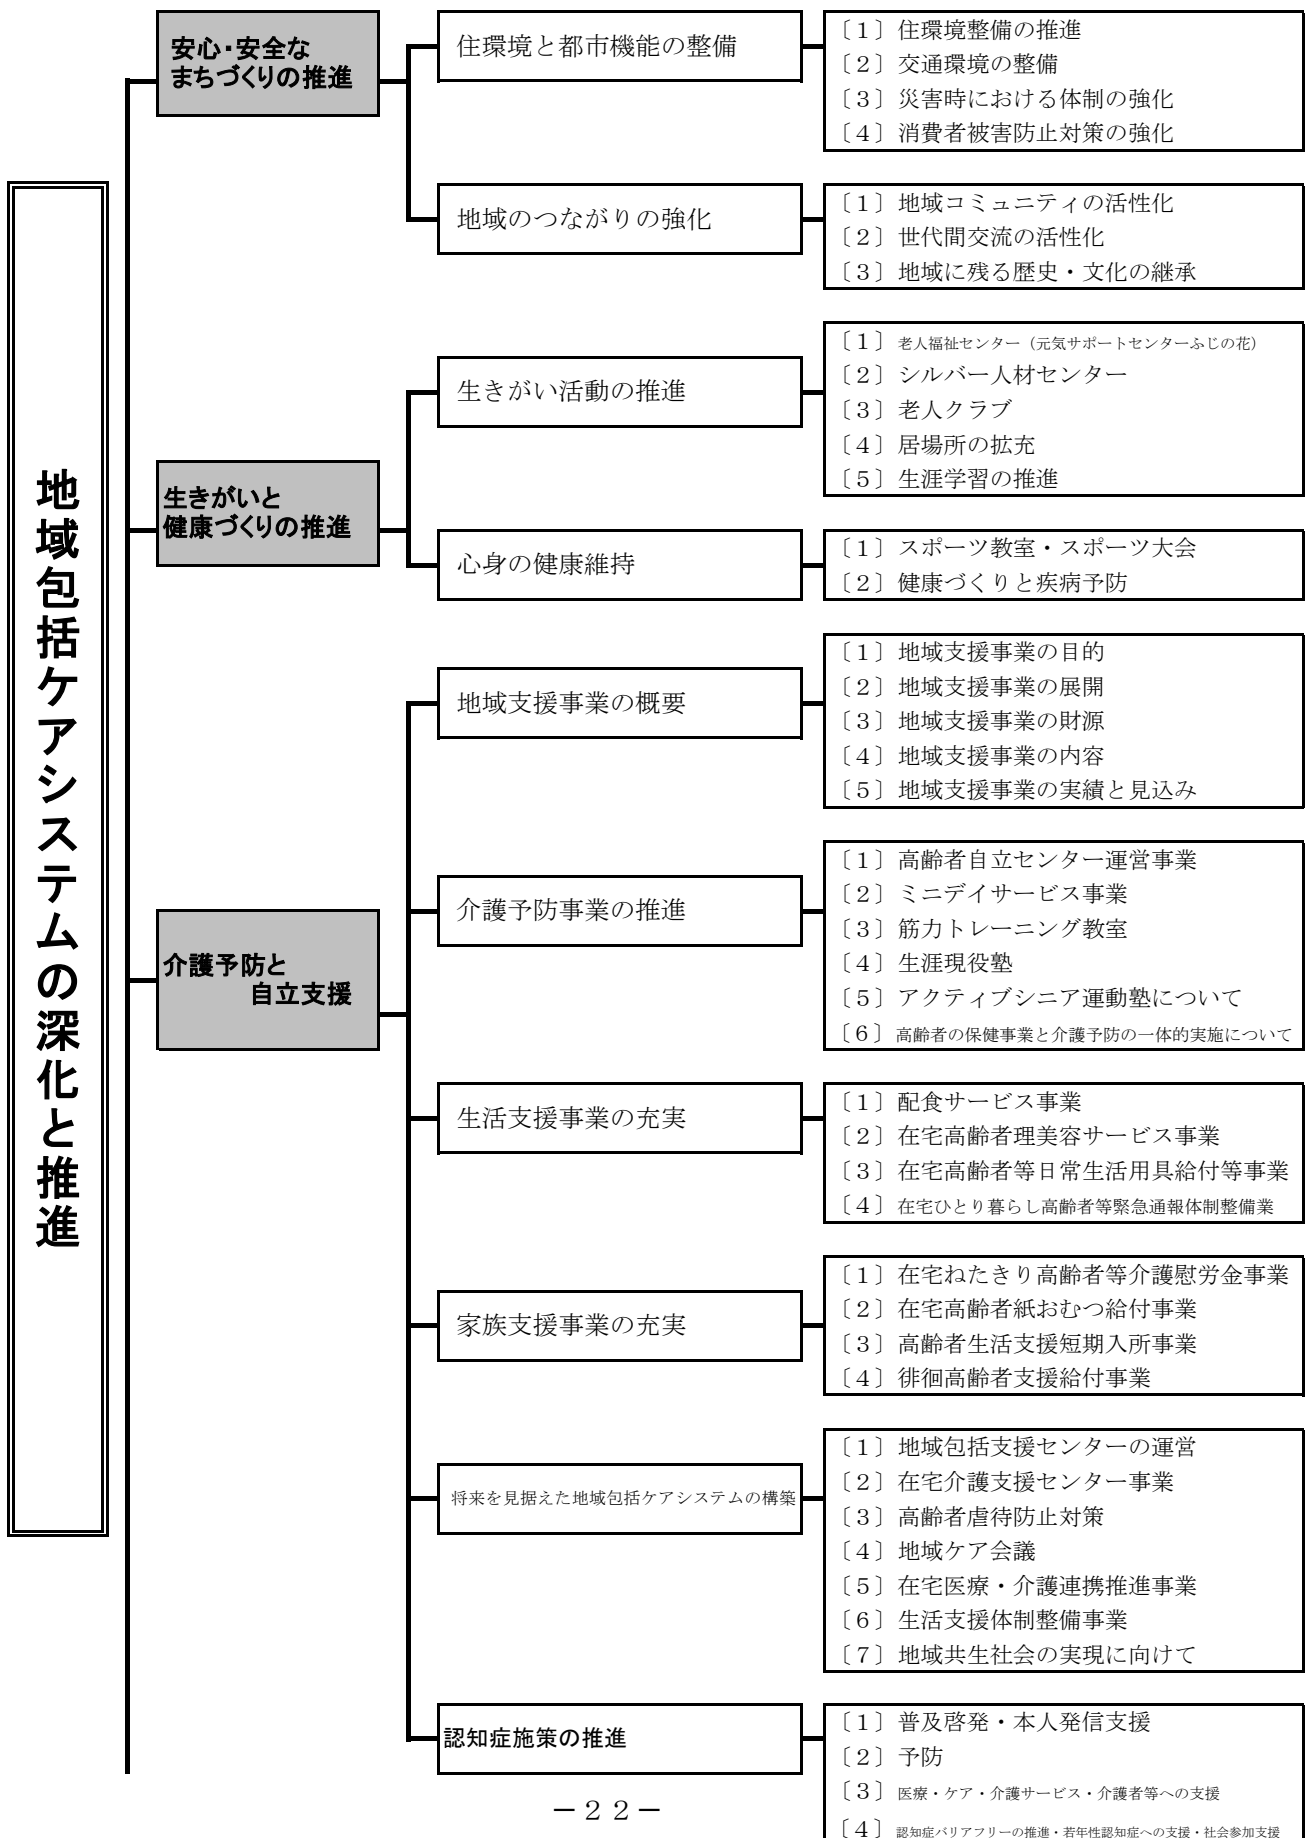 地域包括ケアシステムの深化と推進
安心・安全な
まちづくりの推進
住環境と都市機能の整備
〔１〕住環境整備の推進
〔２〕交通環境の整備
〔３〕災害時における体制の強化
〔４〕消費者被害防止対策の強化
地域のつながりの強化
〔１〕地域コミュニティの活性化
〔２〕世代間交流の活性化
〔３〕地域に残る歴史・文化の継承
生きがいと
健康づくりの推進
生きがい活動の推進
〔１〕老人福祉センター（元気サポートセンターふじの花）
〔２〕シルバー人材センター
〔３〕老人クラブ
〔４〕居場所の拡充
〔５〕生涯学習の推進
心身の健康維持
〔１〕スポーツ教室・スポーツ大会
〔２〕健康づくりと疾病予防
介護予防と
自立支援
地域支援事業の概要
〔１〕地域支援事業の目的
〔２〕地域支援事業の展開
〔３〕地域支援事業の財源
〔４〕地域支援事業の内容
〔５〕地域支援事業の実績と見込み
介護予防事業の推進
〔１〕高齢者自立センター運営事業
〔２〕ミニデイサービス事業
〔３〕筋力トレーニング教室
〔４〕生涯現役塾
〔５〕アクティブシニア運動塾について
〔６〕高齢者の保健事業と介護予防の一体的実施について
生活支援事業の充実
〔１〕配食サービス事業
〔２〕在宅高齢者理美容サービス事業
〔３〕在宅高齢者等日常生活用具給付等事業
〔４〕在宅ひとり暮らし高齢者等緊急通報体制整備業
家族支援事業の充実
〔１〕在宅ねたきり高齢者等介護慰労金事業
〔２〕在宅高齢者紙おむつ給付事業
〔３〕高齢者生活支援短期入所事業
〔４〕徘徊高齢者支援給付事業
将来を見据えた地域包括ケアシステムの構築
〔１〕地域包括支援センターの運営
〔２〕在宅介護支援センター事業
〔３〕高齢者虐待防止対策
〔４〕地域ケア会議
〔５〕在宅医療・介護連携推進事業
〔６〕生活支援体制整備事業
〔７〕地域共生社会の実現に向けて
認知症施策の推進
〔１〕普及啓発・本人発信支援
〔２〕予防
〔３〕医療・ケア・介護サービス・介護者等への支援
〔４〕認知症バリアフリーの推進・若年性認知症への支援・社会参加支援
－２２－